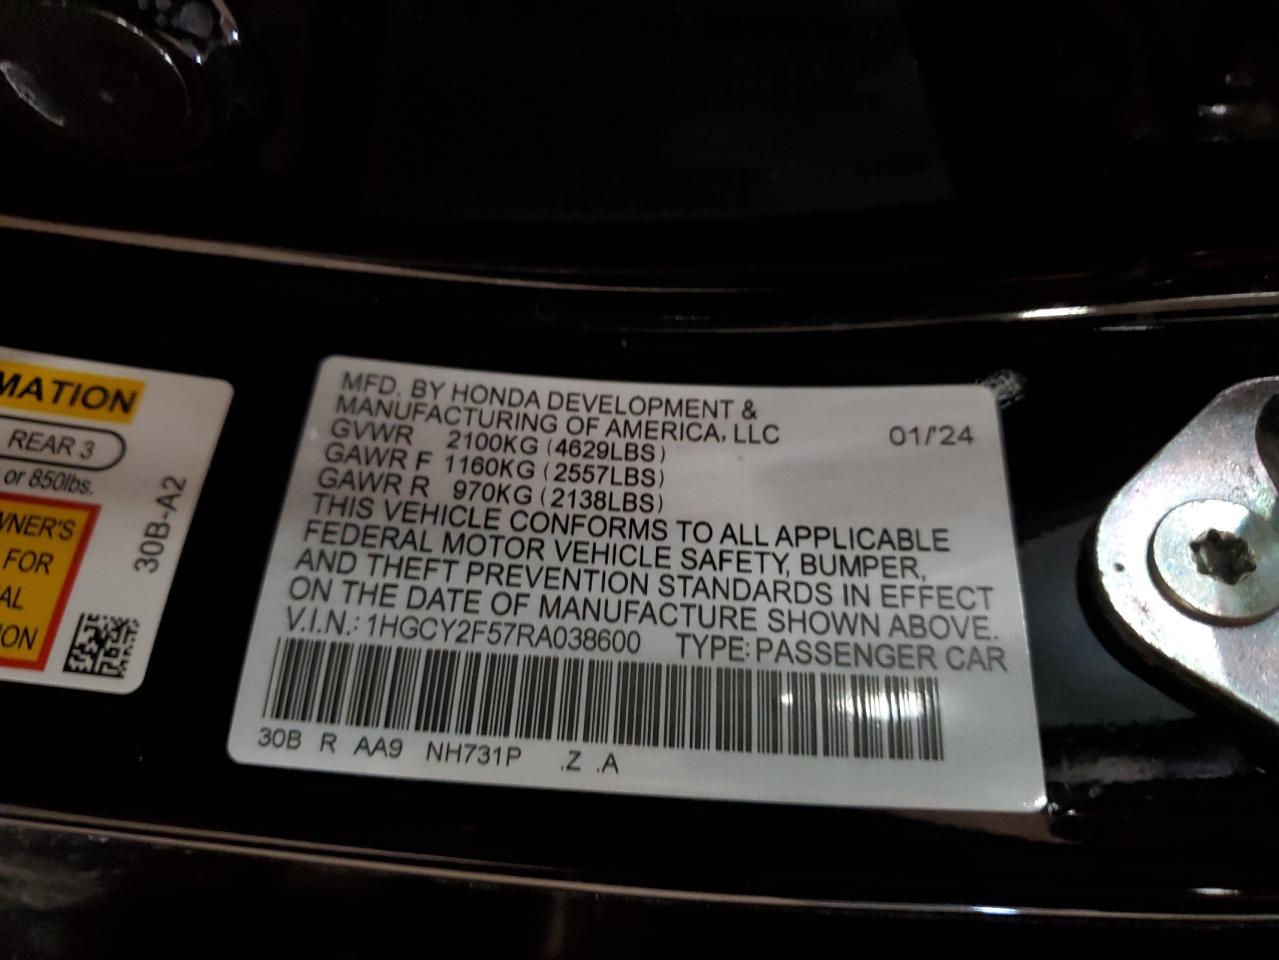 MATION
REAR 3
or 850lbs.
WNER'S
FOR
AL
ION
30B-A2
MFD. BY HONDA DEVELOPMENT &
MANUFACTURING OF AMERICA, LLC 01/'24
GVWR 2100KG (4629LBS)
GAWR F 1160KG (2557LBS)
GAWR R 970KG (2138LBS)
THIS VEHICLE CONFORMS TO ALL APPLICABLE
FEDERAL MOTOR VEHICLE SAFETY, BUMPER,
AND THEFT PREVENTION STANDARDS IN EFFECT
ON THE DATE OF MANUFACTURE SHOWN ABOVE.
V.I.N.: 1HGCY2F57RA038600 TYPE: PASSENGER CAR
30B R AA9 NH731P .Z .A